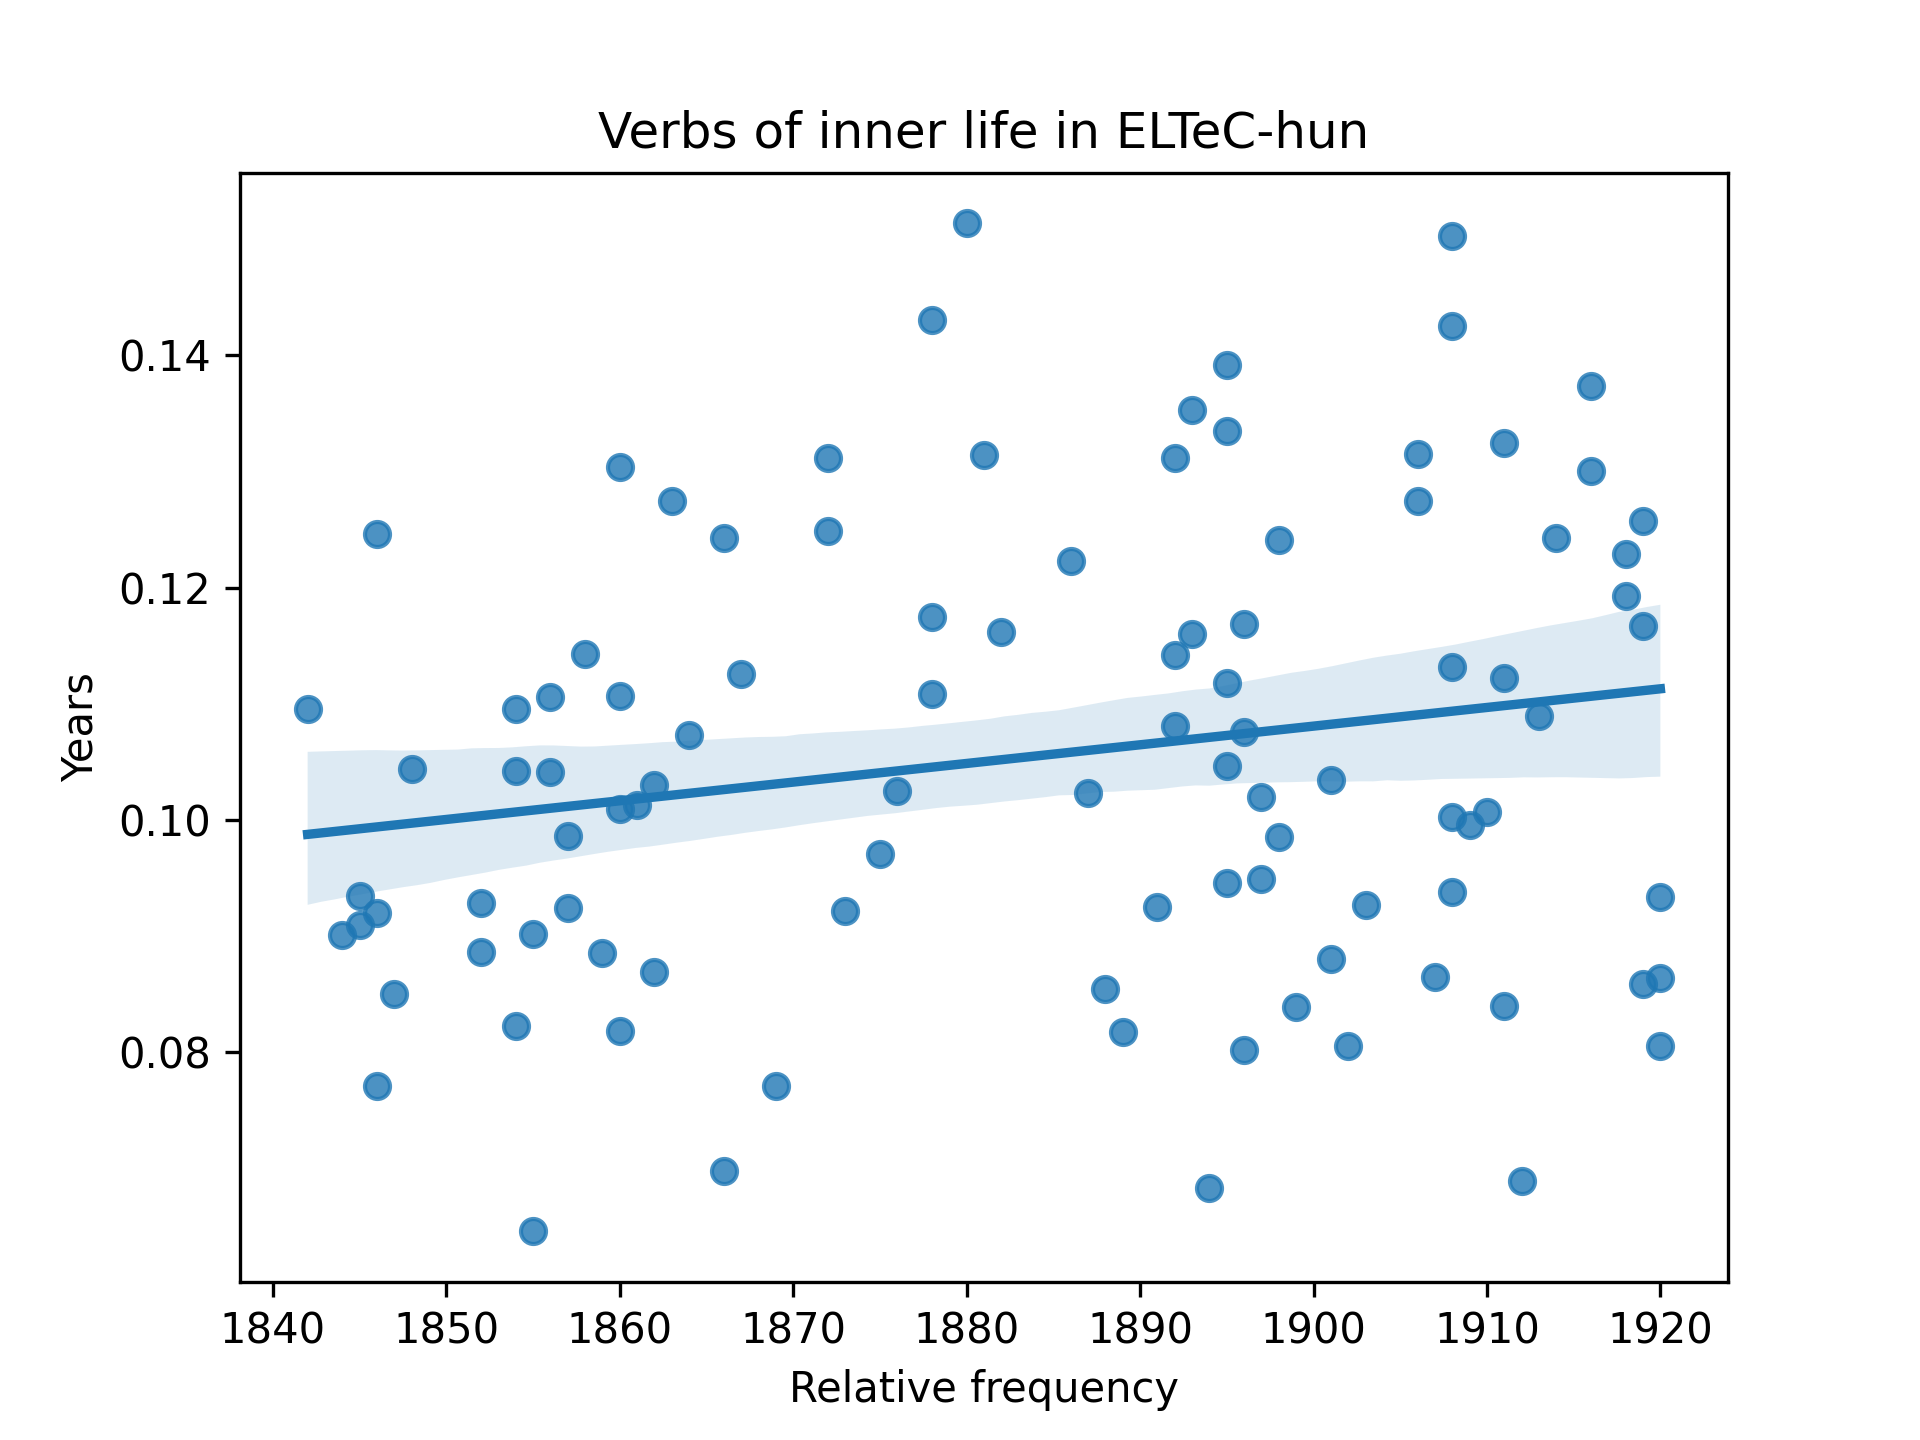 Verbs of inner life in ELTeC-hun
Years
0.14
0.12
0.10
0.08
1840 1850 1860 1870 1880 1890 1900 1910 1920
Relative frequency